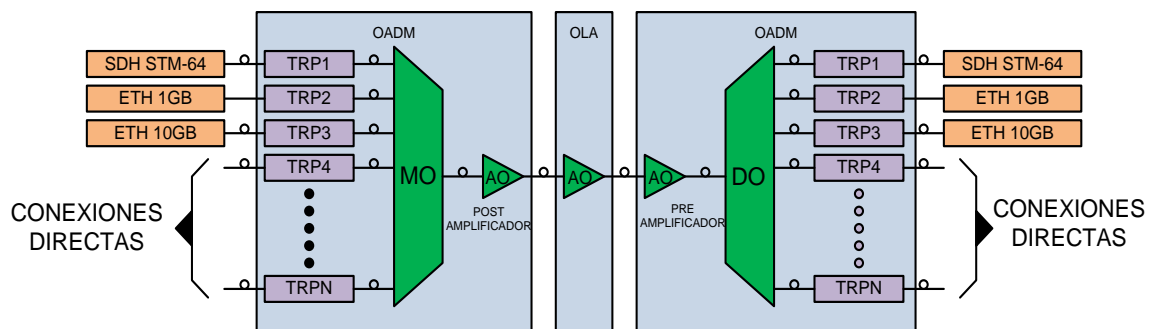 OADM
OLA
OADM
SDH STM-64
TRP1
TRP1
SDH STM-64
ETH 1GB
TRP2
TRP2
ETH 1GB
ETH 10GB
TRP3
TRP3
ETH 10GB
TRP4
TRP4
MO
AO
AO
AO
DO
CONEXIONES
DIRECTAS
POST
AMPLIFICADOR
PRE
AMPLIFICADOR
CONEXIONES
DIRECTAS
TRPN
TRPN